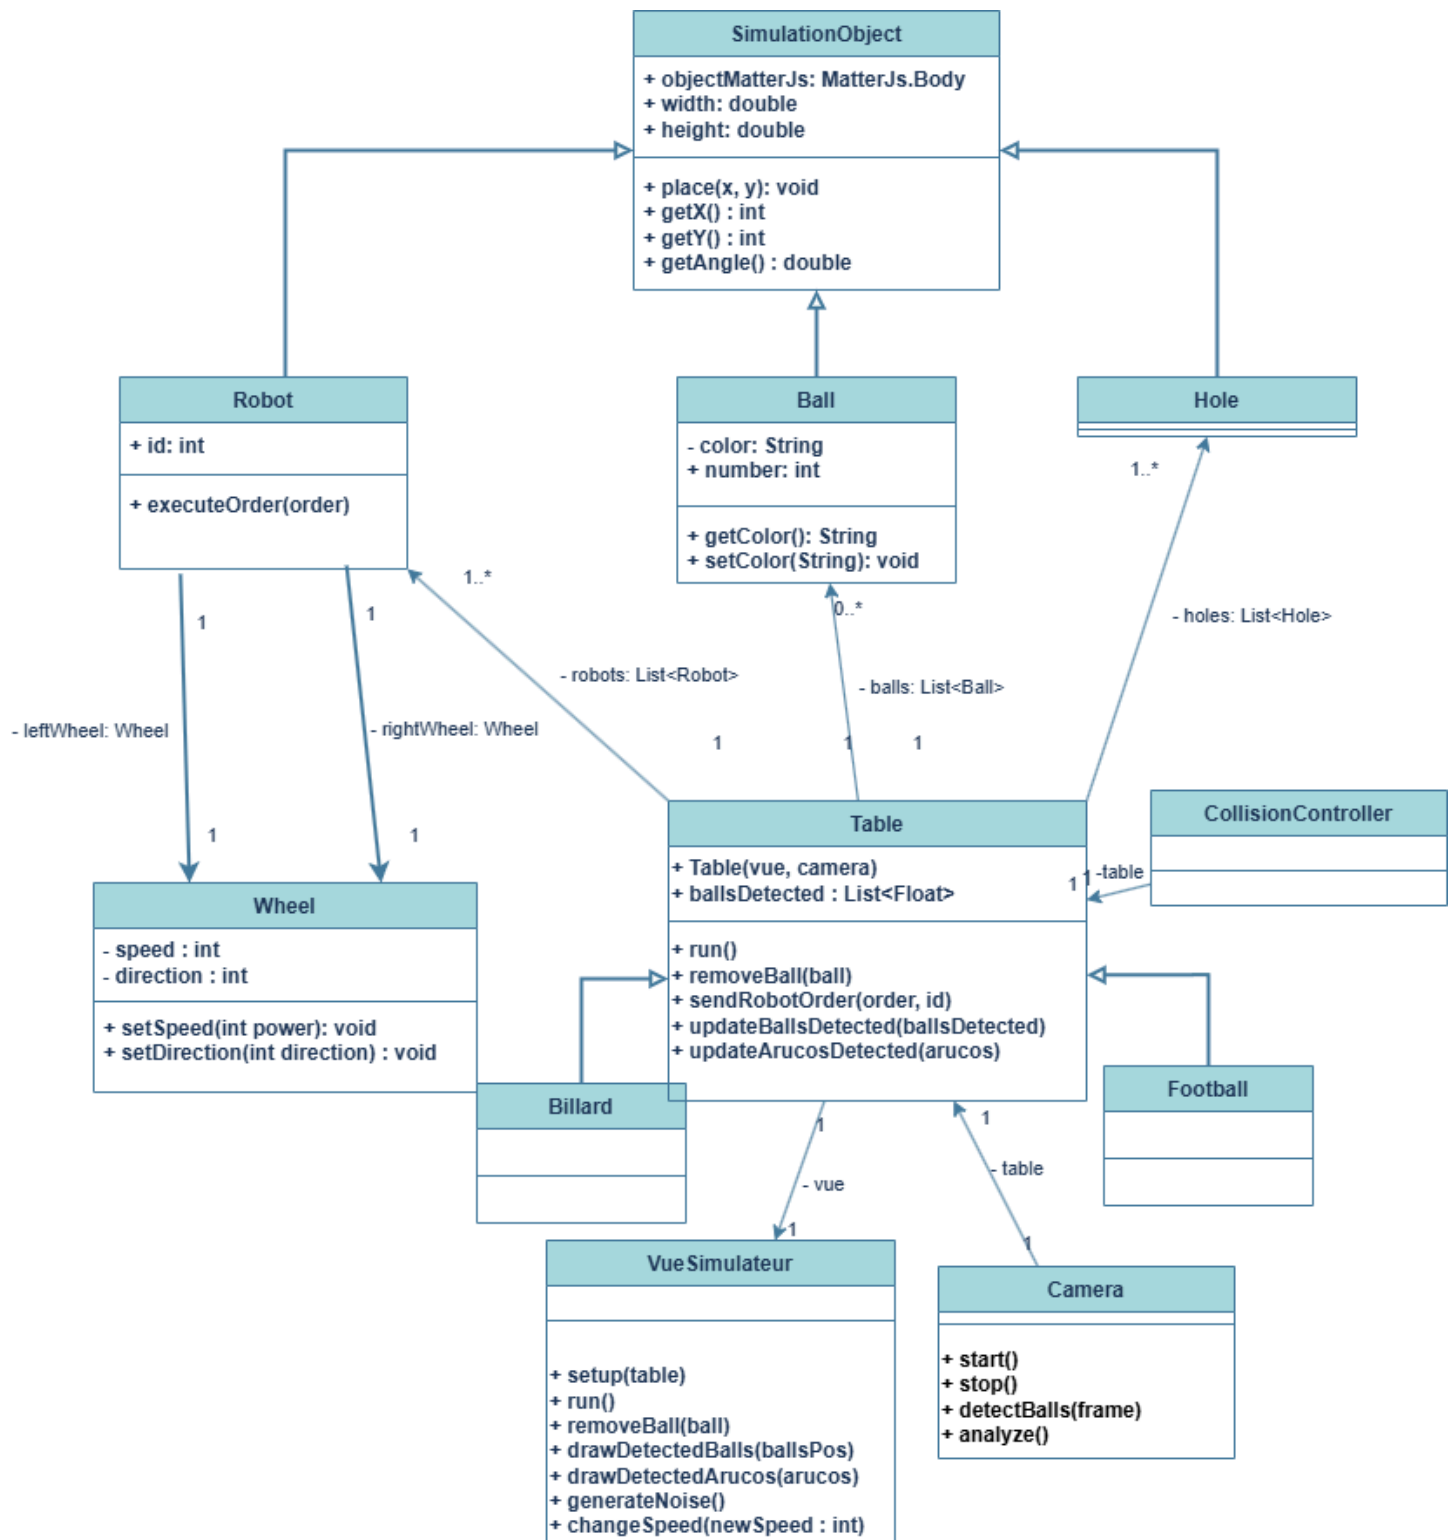 SimulationObject
+ objectMatterJs: MatterJs.Body
+ width: double
+ height: double
+ place(x, y): void
+ getX() : int
+ getY() : int
+ getAngle() : double
Robot
+ id: int
+ executeOrder(order)
Ball
- color: String
+ number: int
+ getColor(): String
+ setColor(String): void
Hole
1..*
1..*
0..*
1
1
- holes: List<Hole>
- robots: List<Robot>
- balls: List<Ball>
- leftWheel: Wheel
- rightWheel: Wheel
1
1
1
1
1
Wheel
- speed : int
- direction : int
+ setSpeed(int power): void
+ setDirection(int direction) : void
Table
+ Table(vue, camera)
+ ballsDetected : List<Float>
+ run()
+ removeBall(ball)
+ sendRobotOrder(order, id)
+ updateBallsDetected(ballsDetected)
+ updateArucosDetected(arucos)
CollisionController
1
1
-table
Billard
Football
1
- vue
1
1
- table
1
VueSimulateur
+ setup(table)
+ run()
+ removeBall(ball)
+ drawDetectedBalls(ballsPos)
+ drawDetectedArucos(arucos)
+ generateNoise()
+ changeSpeed(newSpeed : int)
Camera
+ start()
+ stop()
+ detectBalls(frame)
+ analyze()